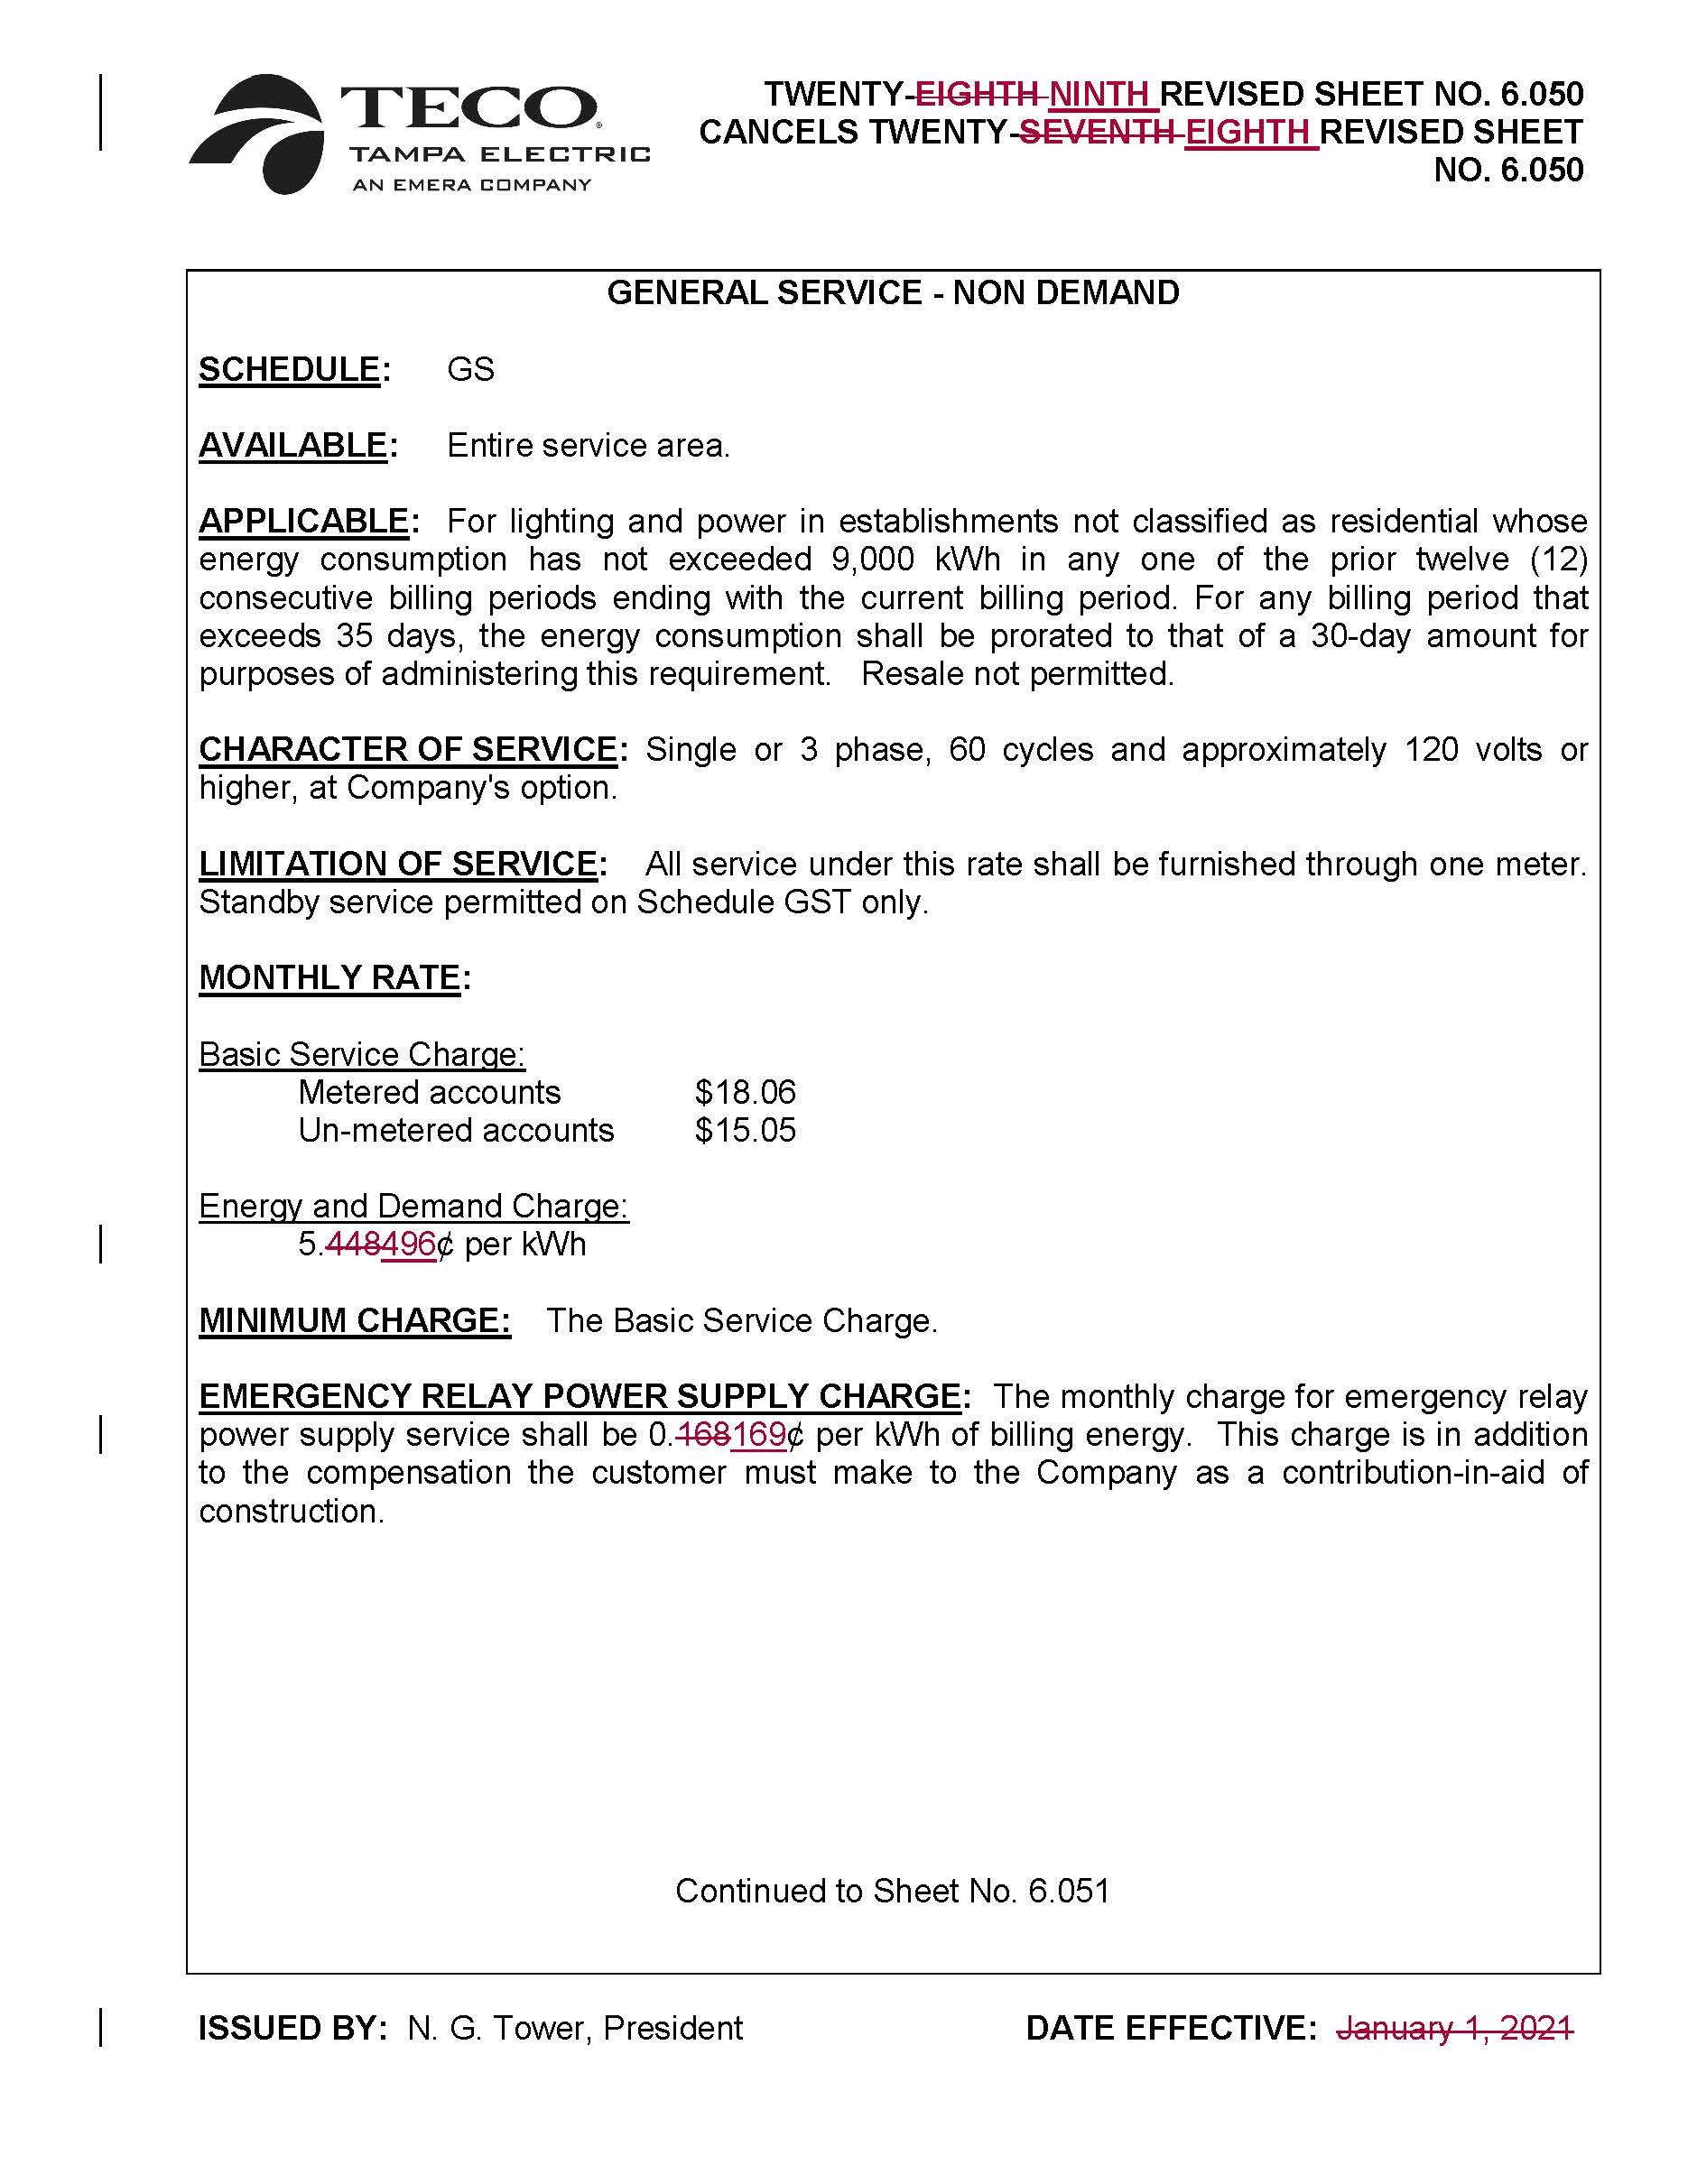 TECO®
TAMPA ELECTRIC
AN EMERA COMPANY
TWENTY-EIGHTH NINTH REVISED SHEET NO. 6.050
CANCELS TWENTY-SEVENTH EIGHTH REVISED SHEET
NO. 6.050
GENERAL SERVICE - NON DEMAND
SCHEDULE: GS
AVAILABLE: Entire service area.
APPLICABLE: For lighting and power in establishments not classified as residential whose
energy consumption has not exceeded 9,000 kWh in any one of the prior twelve (12)
consecutive billing periods ending with the current billing period. For any billing period that
exceeds 35 days, the energy consumption shall be prorated to that of a 30-day amount for
purposes of administering this requirement. Resale not permitted.
CHARACTER OF SERVICE: Single or 3 phase, 60 cycles and approximately 120 volts or
higher, at Company's option.
LIMITATION OF SERVICE: All service under this rate shall be furnished through one meter.
Standby service permitted on Schedule GST only.
MONTHLY RATE:
Basic Service Charge:
Metered accounts $18.06
Un-metered accounts $15.05
Energy and Demand Charge:
5.448496¢ per kWh
MINIMUM CHARGE: The Basic Service Charge.
EMERGENCY RELAY POWER SUPPLY CHARGE: The monthly charge for emergency relay
power supply service shall be 0.168169¢ per kWh of billing energy. This charge is in addition
to the compensation the customer must make to the Company as a contribution-in-aid of
construction.
Continued to Sheet No. 6.051
ISSUED BY: N. G. Tower, President DATE EFFECTIVE: January 1, 2021